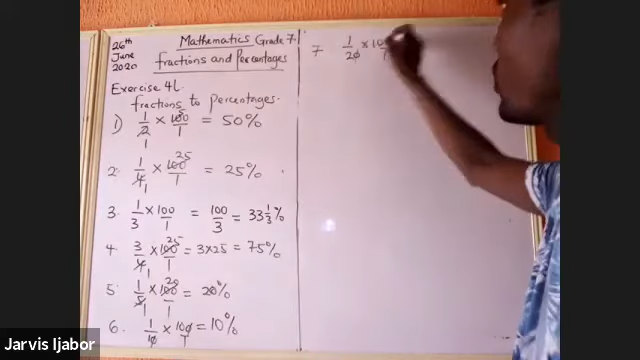 26th
June
2020
Mathematics Grade 7.
fractions and Percentages
Exercise 4L
fractions to percentages.
1) 1/2 × 100/1 = 50%
2. 1/4 × 100/1 = 25%
3. 1/3 × 100/1 = 100/3 = 33 1/3%
4 3/4 × 100/1 = 3×25 = 75%
5. 1/5 × 100/1 = 20%
6. 1/10 × 100/1 = 10%
7 1/20 × 10
Jarvis Ijabor